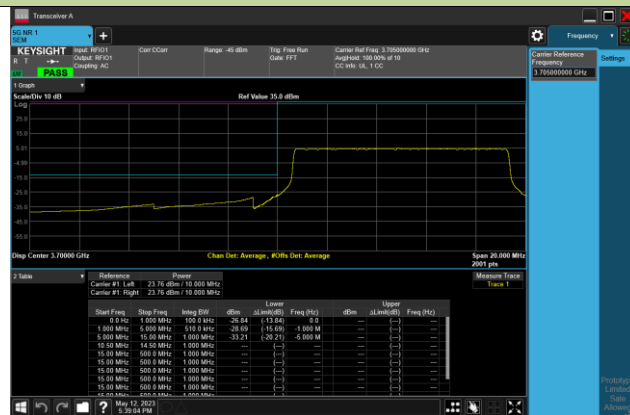 Transceiver A
5G NR 1
SEM
+
Frequency
KEYSIGHT
R T
PASS
Input: RFIO1
Output: RFIO1
Coupling: AC
Corr CCorr
Range: -45 dBm
Trig: Free Run
Gate: FFT
Carrier Ref Freq: 3.705000000 GHz
Avg|Hold: 100.00% of 10
CC Info: UL, 1 CC
Carrier Reference
Frequency
3.705000000 GHz
Settings
1 Graph
Scale/Div 10 dB
Ref Value 35.0 dBm
Log
25.0
15.0
5.01
-4.99
-15.0
-25.0
-35.0
-45.0
-55.0
Disp Center 3.70000 GHz
Chan Det: Average , #Offs Det: Average
Span 20.000 MHz
2001 pts
2 Table
Reference Power
Carrier #1: Left 23.76 dBm / 10.000 MHz
Carrier #1: Right 23.76 dBm / 10.000 MHz
Measure Trace
Trace 1
Lower Upper
Start Freq Stop Freq Integ BW dBm ΔLimit(dB) Freq (Hz) dBm ΔLimit(dB) Freq (Hz)
0.0 Hz 1.000 MHz 100.0 kHz -26.84 (-13.84) 0.0 --- (---) ---
1.000 MHz 5.000 MHz 510.0 kHz -28.69 (-15.69) -1.000 M --- (---) ---
5.000 MHz 15.00 MHz 1.000 MHz -33.21 (-20.21) -5.000 M --- (---) ---
10.50 MHz 14.50 MHz 1.000 MHz --- (---) --- --- (---) ---
15.00 MHz 500.0 MHz 1.000 MHz --- (---) --- --- (---) ---
15.00 MHz 500.0 MHz 1.000 MHz --- (---) --- --- (---) ---
15.00 MHz 500.0 MHz 1.000 MHz --- (---) --- --- (---) ---
15.00 MHz 500.0 MHz 1.000 MHz --- (---) --- --- (---) ---
15.00 MHz 500.0 MHz 1.000 MHz --- (---) --- --- (---) ---
?
May 12, 2023
5:39:04 PM
Prototyp
Limited
Sale
Allowed